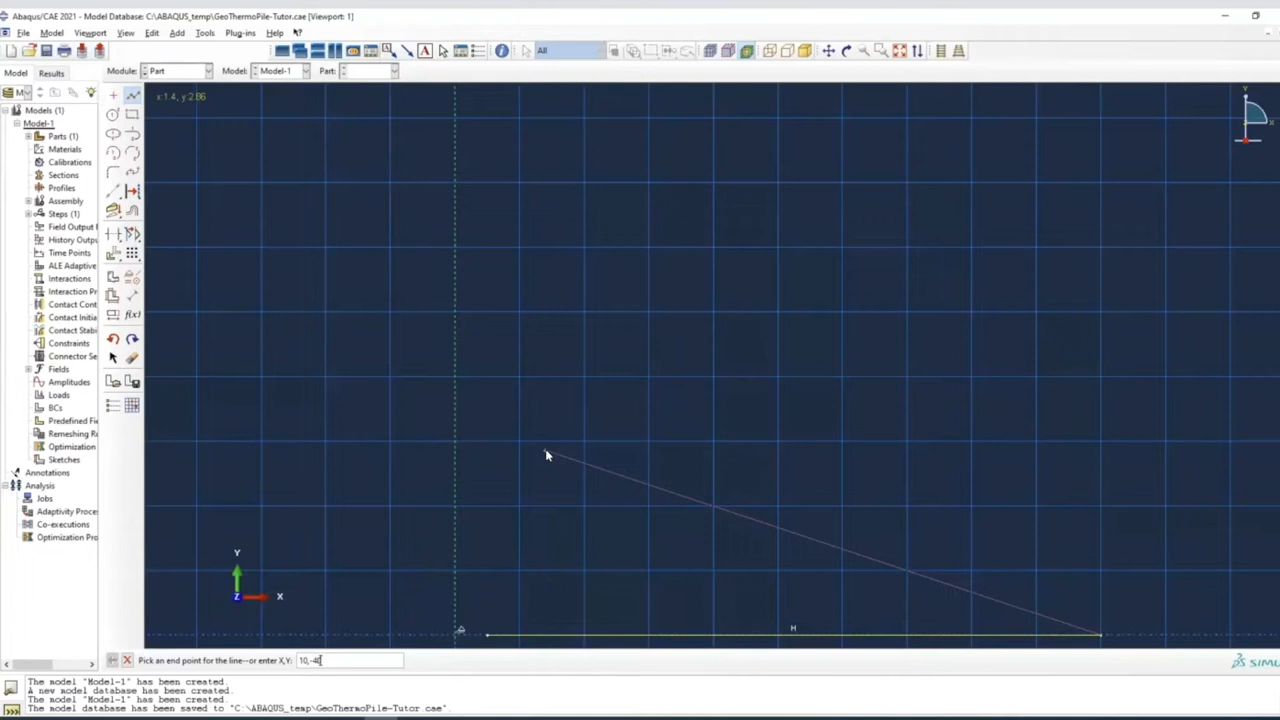 Abaqus/CAE 2021 - Model Database: C:\ABAQUS_temp\GeoThermoPile-Tutor.cae [Viewport: 1]
File Model Viewport View Edit Add Tools Plug-ins Help
All
Model Results Module: Part Model: Model-1 Part:
x:1.4, y:2.86
Models (1)
Model-1
Parts (1)
Materials
Calibrations
Sections
Profiles
Assembly
Steps (1)
Field Output
History Outpu
Time Points
ALE Adaptive
Interactions
Interaction Pr
Contact Cont
Contact Initia
Contact Stabi
Constraints
Connector Se
Fields
Amplitudes
Loads
BCs
Predefined Fie
Remeshing Ru
Optimization
Sketches
Annotations
Analysis
Jobs
Adaptivity Proce
Co-executions
Optimization Pro
f(x)
Y
X
Y
Z
X
H
Pick an end point for the line--or enter X,Y: 10,-40
SIMU
The model "Model-1" has been created.
A new model database has been created.
The model "Model-1" has been created.
The model database has been saved to "C:\ABAQUS_temp\GeoThermoPile-Tutor.cae".